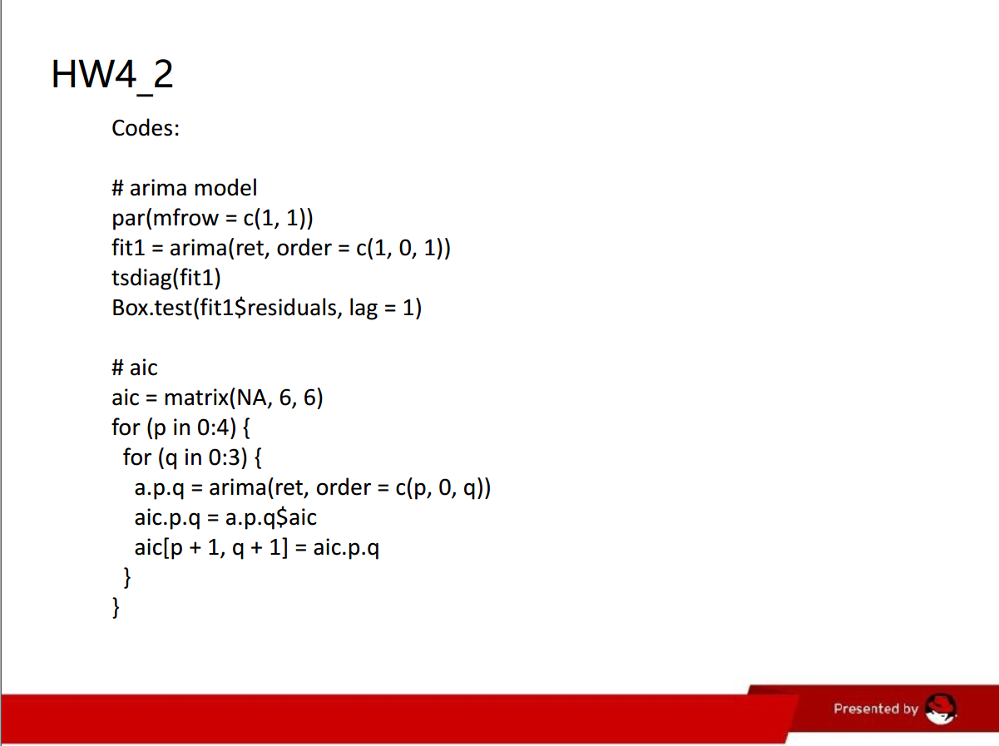 HW4_2
Codes:
# arima model
par(mfrow = c(1, 1))
fit1 = arima(ret, order = c(1, 0, 1))
tsdiag(fit1)
Box.test(fit1$residuals, lag = 1)
# aic
aic = matrix(NA, 6, 6)
for (p in 0:4) {
for (q in 0:3) {
a.p.q = arima(ret, order = c(p, 0, q))
aic.p.q = a.p.q$aic
aic[p + 1, q + 1] = aic.p.q
}
}
Presented by